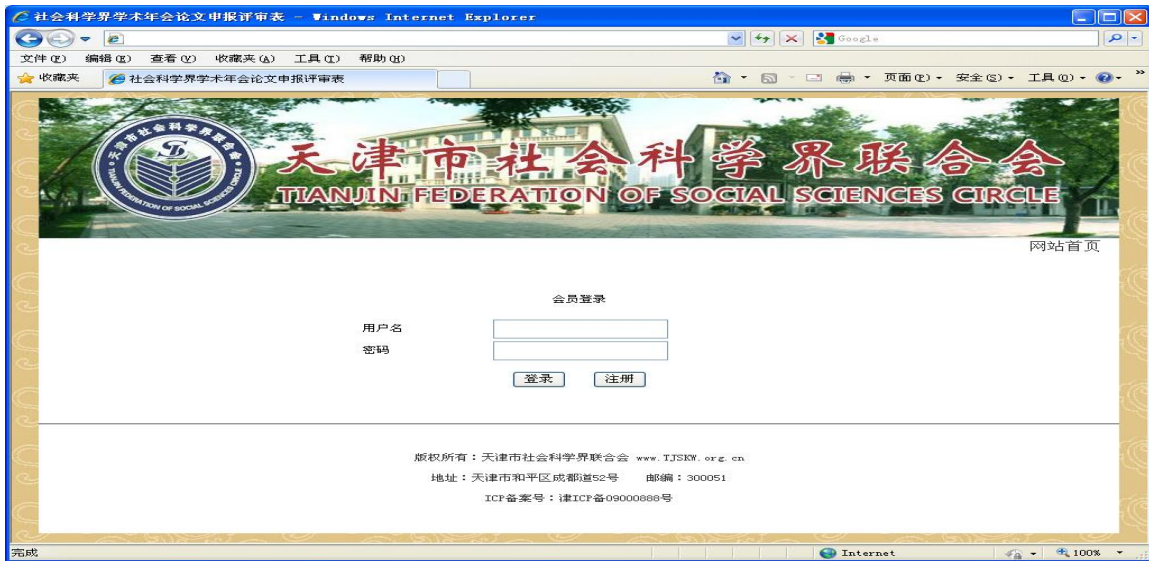 社会科学界学术年会论文申报评审表 - Windows Internet Explorer
Google
文件(F) 编辑(E) 查看(V) 收藏夹(A) 工具(T) 帮助(H)
收藏夹 社会科学界学术年会论文申报评审表 页面(P) 安全(S) 工具(O)
天津市社会科学界联合会
TIANJIN FEDERATION OF SOCIAL SCIENCES CIRCLE
网站首页
会员登录
用户名
密码
登录 注册
版权所有：天津市社会科学界联合会 www.TJSKW.org.cn
地址：天津市和平区成都道52号 邮编：300051
ICP备案号：津ICP备09000888号
完成 Internet 100%